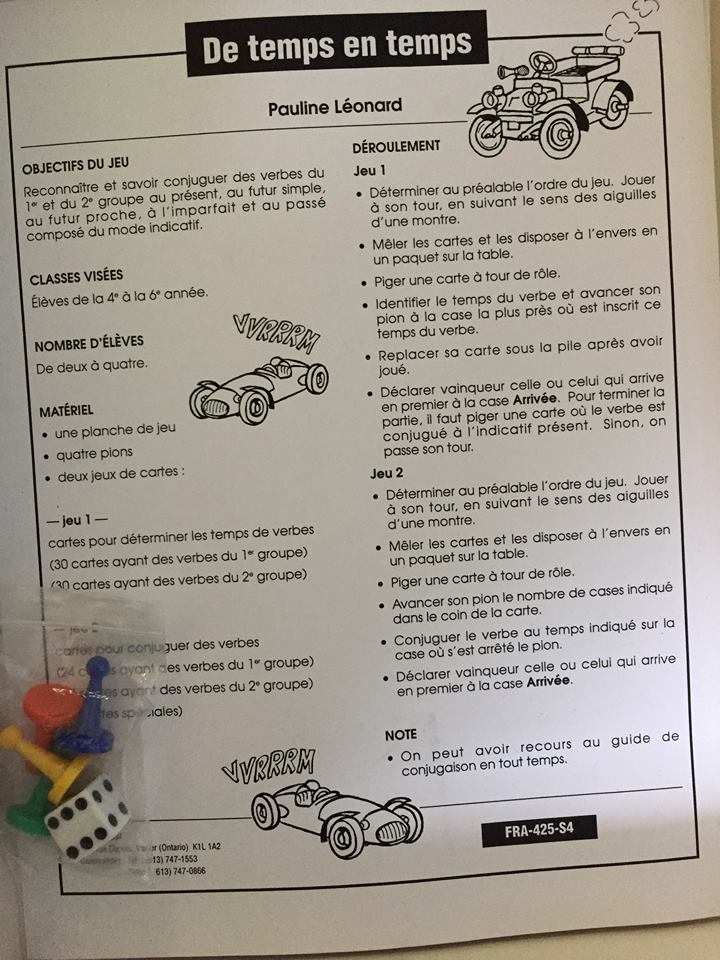 De temps en temps
Pauline Léonard
OBJECTIFS DU JEU
Reconnaître et savoir conjuguer des verbes du
1er et du 2e groupe au présent, au futur simple,
au futur proche, à l'imparfait et au passé
composé du mode indicatif.
CLASSES VISÉES
Élèves de la 4e à la 6e année.
NOMBRE D'ÉLÈVES
De deux à quatre.
VVRRRM
MATÉRIEL
• une planche de jeu
• quatre pions
• deux jeux de cartes :
— jeu 1 —
cartes pour déterminer les temps de verbes
(30 cartes ayant des verbes du 1er groupe)
(30 cartes ayant des verbes du 2e groupe)
— jeu
cartes pour conjuguer des verbes
(24 ayant des verbes du 1er groupe)
ayant des verbes du 2e groupe)
VVRRRM
DÉROULEMENT
Jeu 1
• Déterminer au préalable l'ordre du jeu. Jouer
à son tour, en suivant le sens des aiguilles
d'une montre.
• Mêler les cartes et les disposer à l'envers en
un paquet sur la table.
• Piger une carte à tour de rôle.
• Identifier le temps du verbe et avancer son
pion à la case la plus près où est inscrit ce
temps du verbe.
• Replacer sa carte sous la pile après avoir
joué.
• Déclarer vainqueur celle ou celui qui arrive
en premier à la case Arrivée. Pour terminer la
partie, il faut piger une carte où le verbe est
conjugué à l'indicatif présent. Sinon, on
passe son tour.
Jeu 2
• Déterminer au préalable l'ordre du jeu. Jouer
à son tour, en suivant le sens des aiguilles
d'une montre.
• Mêler les cartes et les disposer à l'envers en
un paquet sur la table.
• Piger une carte à tour de rôle.
• Avancer son pion le nombre de cases indiqué
dans le coin de la carte.
• Conjuguer le verbe au temps indiqué sur la
case où s'est arrêté le pion.
• Déclarer vainqueur celle ou celui qui arrive
en premier à la case Arrivée.
NOTE
• On peut avoir recours au guide de
conjugaison en tout temps.
FRA-425-S4
(Ontario) K1L 1A2
747-1553
613) 747-0866